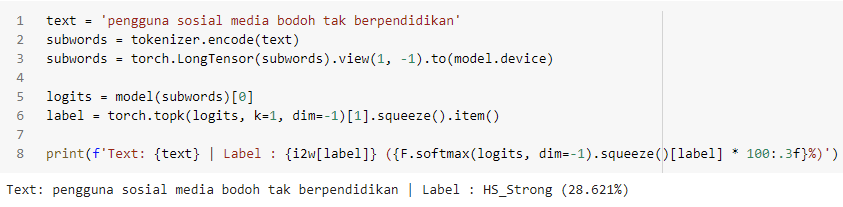 1 text = 'pengguna sosial media bodoh tak berpendidikan'
2 subwords = tokenizer.encode(text)
3 subwords = torch.LongTensor(subwords).view(1, -1).to(model.device)
4
5 logits = model(subwords)[0]
6 label = torch.topk(logits, k=1, dim=-1)[1].squeeze().item()
7
8 print(f'Text: {text} | Label : {i2w[label]} ({F.softmax(logits, dim=-1).squeeze()[label] * 100:.3f}%)')
Text: pengguna sosial media bodoh tak berpendidikan | Label : HS_Strong (28.621%)